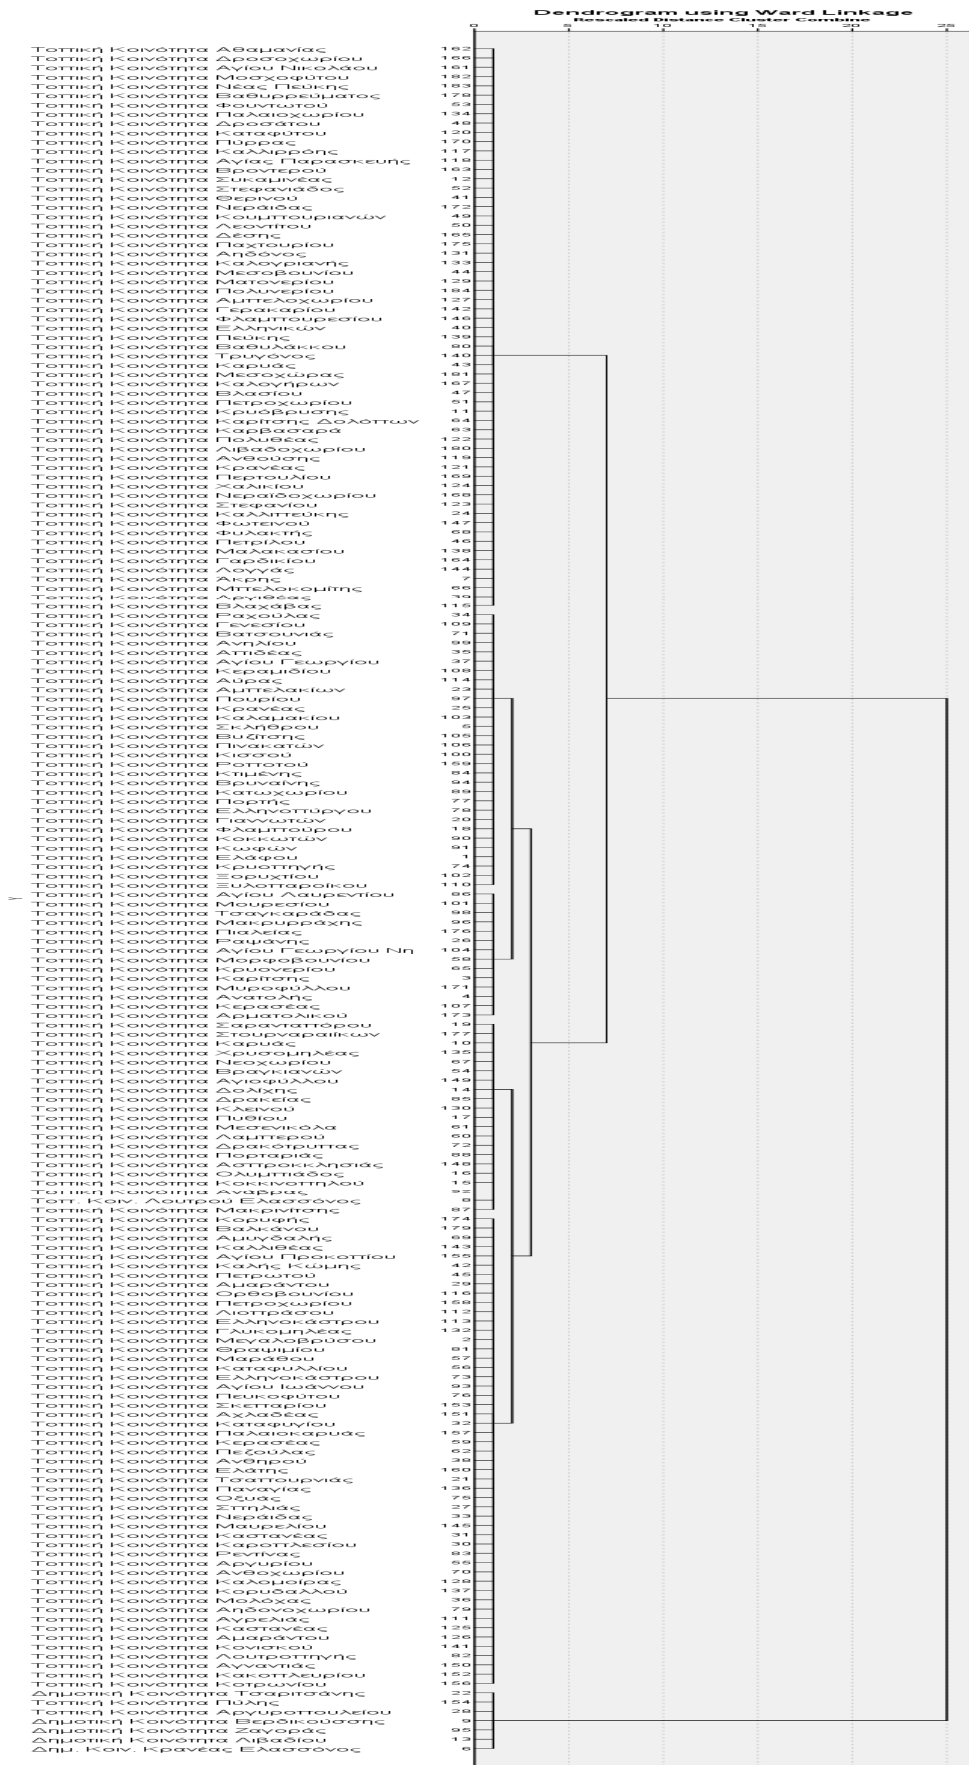 Dendrogram using Ward Linkage
Rescaled Distance Cluster Combine
0 5 10 15 20 25
Τοπική Κοινότητα Αθαμανίας 162
Τοπική Κοινότητα Δροσοχωρίου 166
Τοπική Κοινότητα Αγίου Νικολάου 161
Τοπική Κοινότητα Μοσχοφύτου 182
Τοπική Κοινότητα Νέας Πεύκης 183
Τοπική Κοινότητα Βαθυρρεύματος 178
Τοπική Κοινότητα Φουντωτού 53
Τοπική Κοινότητα Παλαιοχωρίου 134
Τοπική Κοινότητα Δροσάτου 48
Τοπική Κοινότητα Καταφύτου 120
Τοπική Κοινότητα Πύρρας 170
Τοπική Κοινότητα Καλλιρρόης 117
Τοπική Κοινότητα Αγίας Παρασκευής 118
Τοπική Κοινότητα Βροντερού 163
Τοπική Κοινότητα Συκαμινέας 12
Τοπική Κοινότητα Στεφανιάδος 52
Τοπική Κοινότητα Θερινού 41
Τοπική Κοινότητα Νεράιδας 172
Τοπική Κοινότητα Κουμπουριανών 49
Τοπική Κοινότητα Λεοντίτου 50
Τοπική Κοινότητα Δέσης 165
Τοπική Κοινότητα Παχτουρίου 175
Τοπική Κοινότητα Αηδόνος 131
Τοπική Κοινότητα Καλογριανής 133
Τοπική Κοινότητα Μεσοβουνίου 44
Τοπική Κοινότητα Ματονερίου 129
Τοπική Κοινότητα Πολυνερίου 184
Τοπική Κοινότητα Αμπελοχωρίου 127
Τοπική Κοινότητα Γερακαρίου 142
Τοπική Κοινότητα Φλαμπουρεσίου 146
Τοπική Κοινότητα Ελληνικών 40
Τοπική Κοινότητα Πεύκης 139
Τοπική Κοινότητα Βαθυλάκκου 80
Τοπική Κοινότητα Τρυγόνος 140
Τοπική Κοινότητα Καρυάς 43
Τοπική Κοινότητα Μεσοχώρας 181
Τοπική Κοινότητα Καλογήρων 167
Τοπική Κοινότητα Βλασίου 47
Τοπική Κοινότητα Πετροχωρίου 51
Τοπική Κοινότητα Κρυόβρυσης 11
Τοπική Κοινότητα Καρίτσης Δολόπων 64
Τοπική Κοινότητα Καρβασαρά 63
Τοπική Κοινότητα Πολυθέας 122
Τοπική Κοινότητα Λιβαδοχωρίου 180
Τοπική Κοινότητα Ανθούσης 119
Τοπική Κοινότητα Κρανέας 121
Τοπική Κοινότητα Περτουλίου 169
Τοπική Κοινότητα Χαλικίου 124
Τοπική Κοινότητα Νεραϊδοχωρίου 168
Τοπική Κοινότητα Στεφανίου 123
Τοπική Κοινότητα Καλλιπεύκης 24
Τοπική Κοινότητα Φωτεινού 147
Τοπική Κοινότητα Φυλακτής 68
Τοπική Κοινότητα Πετρίλου 46
Τοπική Κοινότητα Μαλακασίου 138
Τοπική Κοινότητα Γαρδικίου 164
Τοπική Κοινότητα Λογγάς 144
Τοπική Κοινότητα Άκρης 7
Τοπική Κοινότητα Μπελοκομίτης 66
Τοπική Κοινότητα Αργιθέας 39
Τοπική Κοινότητα Βλαχάβας 115
Τοπική Κοινότητα Ραχούλας 34
Τοπική Κοινότητα Γενεσίου 109
Τοπική Κοινότητα Βατσουνιάς 71
Τοπική Κοινότητα Ανηλίου 99
Τοπική Κοινότητα Απιδέας 35
Τοπική Κοινότητα Αγίου Γεωργίου 37
Τοπική Κοινότητα Κεραμιδίου 108
Τοπική Κοινότητα Αύρας 114
Τοπική Κοινότητα Αμπελακίων 23
Τοπική Κοινότητα Πουρίου 97
Τοπική Κοινότητα Κρανέας 25
Τοπική Κοινότητα Καλαμακίου 103
Τοπική Κοινότητα Σκλήθρου 5
Τοπική Κοινότητα Βυζίτσης 105
Τοπική Κοινότητα Πινακατών 106
Τοπική Κοινότητα Κισσού 100
Τοπική Κοινότητα Ροποτού 159
Τοπική Κοινότητα Κτιμένης 84
Τοπική Κοινότητα Βρυναίνης 94
Τοπική Κοινότητα Κατωχωρίου 89
Τοπική Κοινότητα Πορτής 77
Τοπική Κοινότητα Ελληνοπύργου 78
Τοπική Κοινότητα Γιαννωτών 20
Τοπική Κοινότητα Φλαμπούρου 18
Τοπική Κοινότητα Κοκκωτών 90
Τοπική Κοινότητα Κωφών 91
Τοπική Κοινότητα Ελάφου 1
Τοπική Κοινότητα Κρυοπηγής 74
Τοπική Κοινότητα Ξορυχτίου 102
Τοπική Κοινότητα Ξυλοπαροίκου 110
Τοπική Κοινότητα Αγίου Λαυρεντίου 86
Τοπική Κοινότητα Μουρεσίου 101
Τοπική Κοινότητα Τσαγκαράδας 98
Τοπική Κοινότητα Μακρυρράχης 96
Τοπική Κοινότητα Πιαλείας 176
Τοπική Κοινότητα Ραψάνης 26
Τοπική Κοινότητα Αγίου Γεωργίου Νη 104
Τοπική Κοινότητα Μορφοβουνίου 58
Τοπική Κοινότητα Κρυονερίου 65
Τοπική Κοινότητα Καρίτσης 3
Τοπική Κοινότητα Μυροφύλλου 171
Τοπική Κοινότητα Ανατολής 4
Τοπική Κοινότητα Κερασέας 107
Τοπική Κοινότητα Αρματολικού 173
Τοπική Κοινότητα Σαρανταπόρου 19
Τοπική Κοινότητα Στουρναραιίκων 177
Τοπική Κοινότητα Καρυάς 10
Τοπική Κοινότητα Χρυσομηλέας 135
Τοπική Κοινότητα Νεοχωρίου 67
Τοπική Κοινότητα Βραγκιανών 54
Τοπική Κοινότητα Αγιοφύλλου 149
Τοπική Κοινότητα Δολίχης 14
Τοπική Κοινότητα Δρακείας 85
Τοπική Κοινότητα Κλεινού 130
Τοπική Κοινότητα Πυθίου 17
Τοπική Κοινότητα Μεσενικόλα 61
Τοπική Κοινότητα Λαμπερού 60
Τοπική Κοινότητα Δρακότρυπας 72
Τοπική Κοινότητα Πορταριάς 88
Τοπική Κοινότητα Ασπροκκλησιάς 148
Τοπική Κοινότητα Ολυμπιάδος 16
Τοπική Κοινότητα Κοκκινοπηλού 15
Τοπική Κοινότητα Ανάβρας 92
Τοπ. Κοιν. Λουτρού Ελασσόνος 8
Τοπική Κοινότητα Μακρινίτσης 87
Τοπική Κοινότητα Κορυφής 174
Τοπική Κοινότητα Βαλκάνου 179
Τοπική Κοινότητα Αμυγδαλής 69
Τοπική Κοινότητα Καλλιθέας 143
Τοπική Κοινότητα Αγίου Προκοπίου 155
Τοπική Κοινότητα Καλής Κώμης 42
Τοπική Κοινότητα Πετρωτού 45
Τοπική Κοινότητα Αμαράντου 29
Τοπική Κοινότητα Ορθοβουνίου 116
Τοπική Κοινότητα Πετροχωρίου 158
Τοπική Κοινότητα Λιοπράσου 112
Τοπική Κοινότητα Ελληνοκάστρου 113
Τοπική Κοινότητα Γλυκομηλέας 132
Τοπική Κοινότητα Μεγαλοβρύσου 2
Τοπική Κοινότητα Θραψιμίου 81
Τοπική Κοινότητα Μαράθου 57
Τοπική Κοινότητα Καταφυλλίου 56
Τοπική Κοινότητα Ελληνοκάστρου 73
Τοπική Κοινότητα Αγίου Ιωάννου 93
Τοπική Κοινότητα Πευκοφύτου 76
Τοπική Κοινότητα Σκεπαρίου 153
Τοπική Κοινότητα Αχλαδέας 151
Τοπική Κοινότητα Καταφυγίου 32
Τοπική Κοινότητα Παλαιοκαρυάς 157
Τοπική Κοινότητα Κερασέας 59
Τοπική Κοινότητα Πεζούλας 62
Τοπική Κοινότητα Ανθηρού 38
Τοπική Κοινότητα Ελάτης 160
Τοπική Κοινότητα Τσαπουρνιάς 21
Τοπική Κοινότητα Παναγίας 136
Τοπική Κοινότητα Οξυάς 75
Τοπική Κοινότητα Σπηλιάς 27
Τοπική Κοινότητα Νεράιδας 33
Τοπική Κοινότητα Μαυρελίου 145
Τοπική Κοινότητα Καστανέας 31
Τοπική Κοινότητα Καροπλεσίου 30
Τοπική Κοινότητα Ρεντίνας 83
Τοπική Κοινότητα Αργυρίου 55
Τοπική Κοινότητα Ανθοχωρίου 70
Τοπική Κοινότητα Καλομοίρας 128
Τοπική Κοινότητα Κορυδαλλού 137
Τοπική Κοινότητα Μολόχας 36
Τοπική Κοινότητα Αηδονοχωρίου 79
Τοπική Κοινότητα Αγρελιάς 111
Τοπική Κοινότητα Καστανέας 125
Τοπική Κοινότητα Αμαράντου 126
Τοπική Κοινότητα Κονισκού 141
Τοπική Κοινότητα Λουτροπηγής 82
Τοπική Κοινότητα Αγναντιάς 150
Τοπική Κοινότητα Κακοπλευρίου 152
Τοπική Κοινότητα Κοτρωνίου 156
Δημοτική Κοινότητα Τσαριτσάνης 22
Τοπική Κοινότητα Πύλης 154
Τοπική Κοινότητα Αργυροπουλείου 28
Δημοτική Κοινότητα Βερδικούσσης 9
Δημοτική Κοινότητα Ζαγοράς 95
Δημοτική Κοινότητα Λιβαδίου 13
Δημ. Κοιν. Κρανέας Ελασσόνος 6
Y